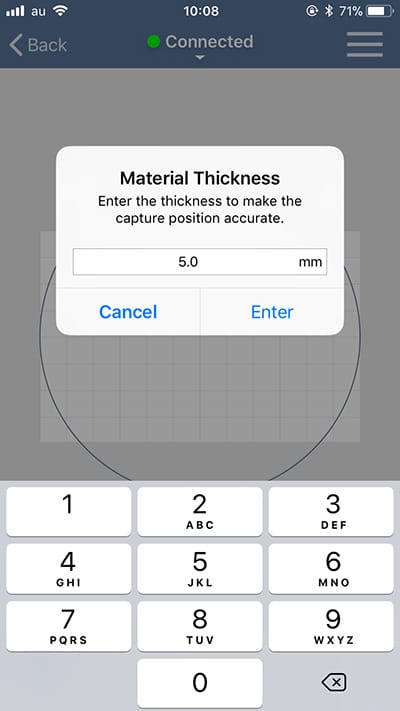 au 10:08 71%
Back Connected
Material Thickness
Enter the thickness to make the
capture position accurate.
5.0 mm
Cancel Enter
1 2 3
ABC DEF
4 5 6
GHI JKL MNO
7 8 9
PQRS TUV WXYZ
0